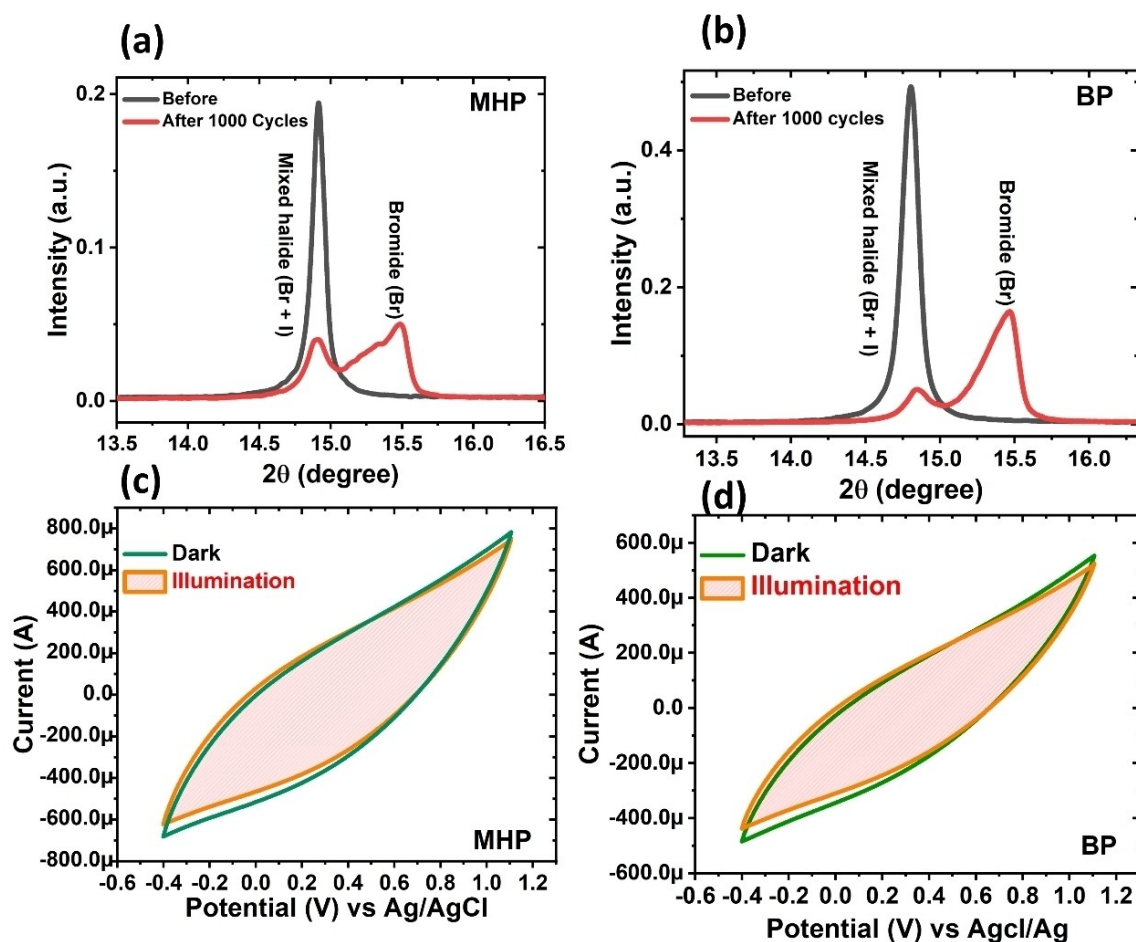 (a)
MHP
Before
After 1000 Cycles
Mixed halide (Br + I)
Bromide (Br)
Intensity (a.u.)
0.2
0.1
0.0
13.5 14.0 14.5 15.0 15.5 16.0 16.5
2θ (degree)
(b)
BP
Before
After 1000 cycles
Mixed halide (Br + I)
Bromide (Br)
Intensity (a.u.)
0.4
0.2
0.0
13.5 14.0 14.5 15.0 15.5 16.0
2θ (degree)
(c)
Dark
Illumination
MHP
Current (A)
800.0µ
600.0µ
400.0µ
200.0µ
0.0
-200.0µ
-400.0µ
-600.0µ
-800.0µ
-0.6 -0.4 -0.2 0.0 0.2 0.4 0.6 0.8 1.0 1.2
Potential (V) vs Ag/AgCl
(d)
Dark
Illumination
BP
Current (A)
600.0µ
400.0µ
200.0µ
0.0
-200.0µ
-400.0µ
-600.0µ
-0.6 -0.4 -0.2 0.0 0.2 0.4 0.6 0.8 1.0 1.2
Potential (V) vs Agcl/Ag